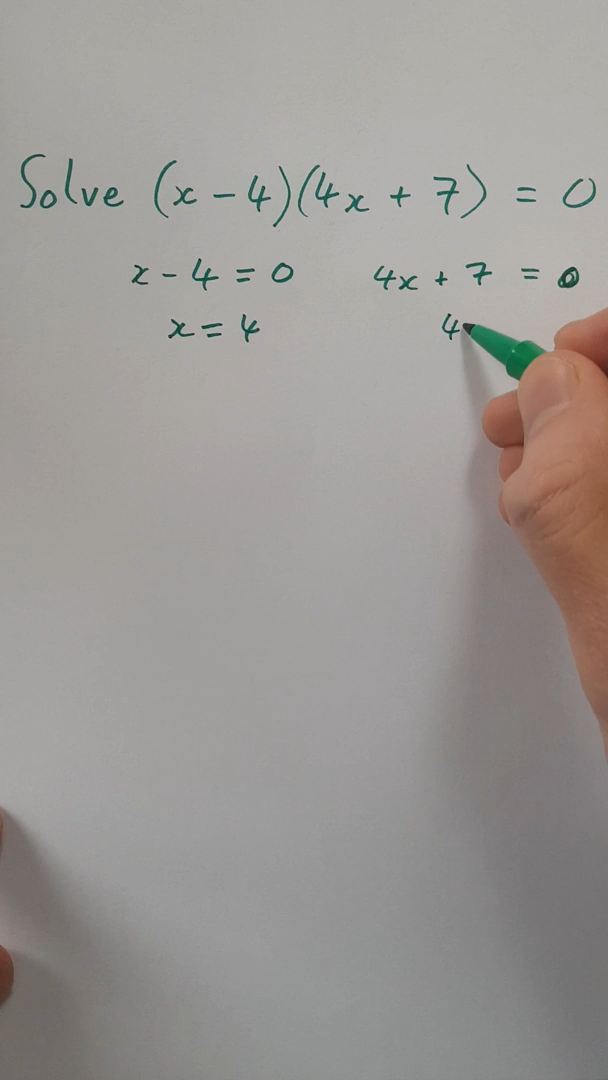 Solve (x - 4)(4x + 7) = 0
x - 4 = 0 4x + 7 = 0
x = 4 4